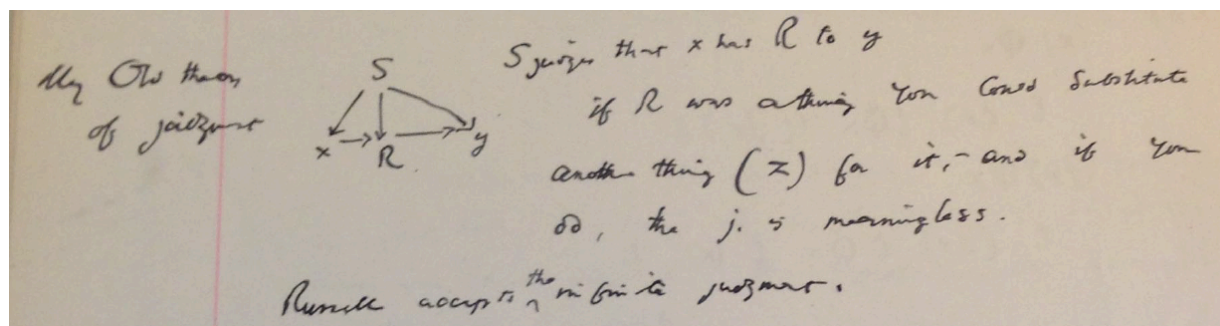 My Old theory
of judgment
S
x R y
S judges that x has R to y
if R was a thing you could substitute
another thing (z) for it, - and if you
do, the j. is meaningless.
Russell accepts the infinite judgment.